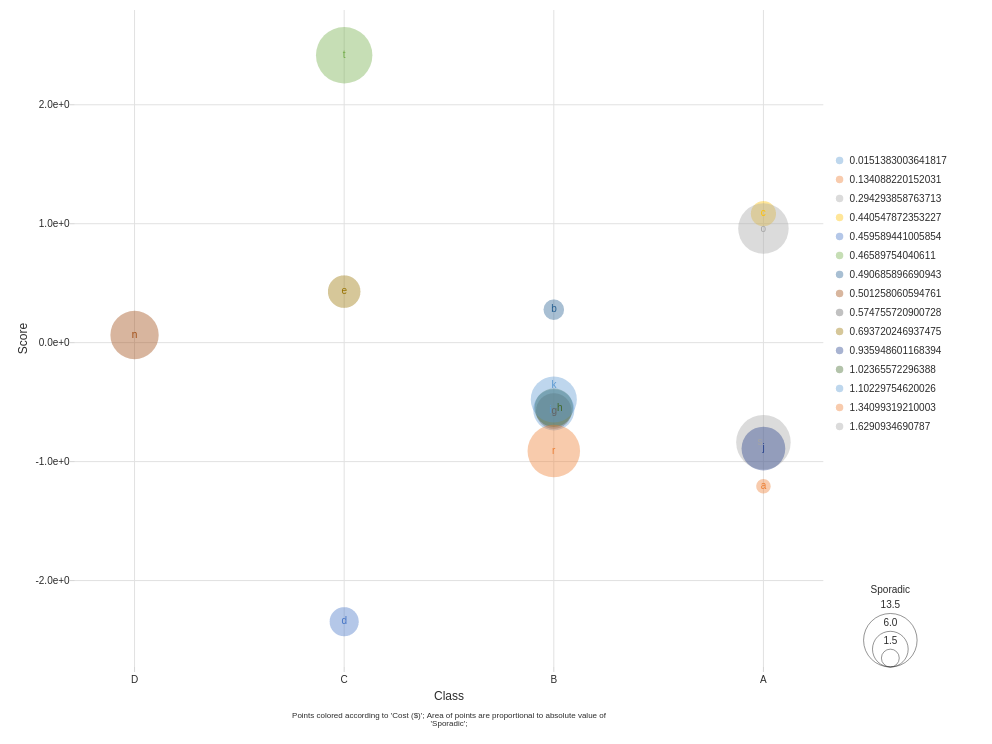 t
2.0e+0
1.0e+0
0.0e+0
-1.0e+0
-2.0e+0
Score
c
o
e
b
n
k
g
h
r
j
a
d
D
C
B
A
Class
0.0151383003641817
0.134088220152031
0.294293858763713
0.440547872353227
0.459589441005854
0.46589754040611
0.490685896690943
0.501258060594761
0.574755720900728
0.693720246937475
0.935948601168394
1.02365572296388
1.10229754620026
1.34099319210003
1.6290934690787
Sporadic
13.5
6.0
1.5
Points colored according to 'Cost ($)'; Area of points are proportional to absolute value of
'Sporadic';